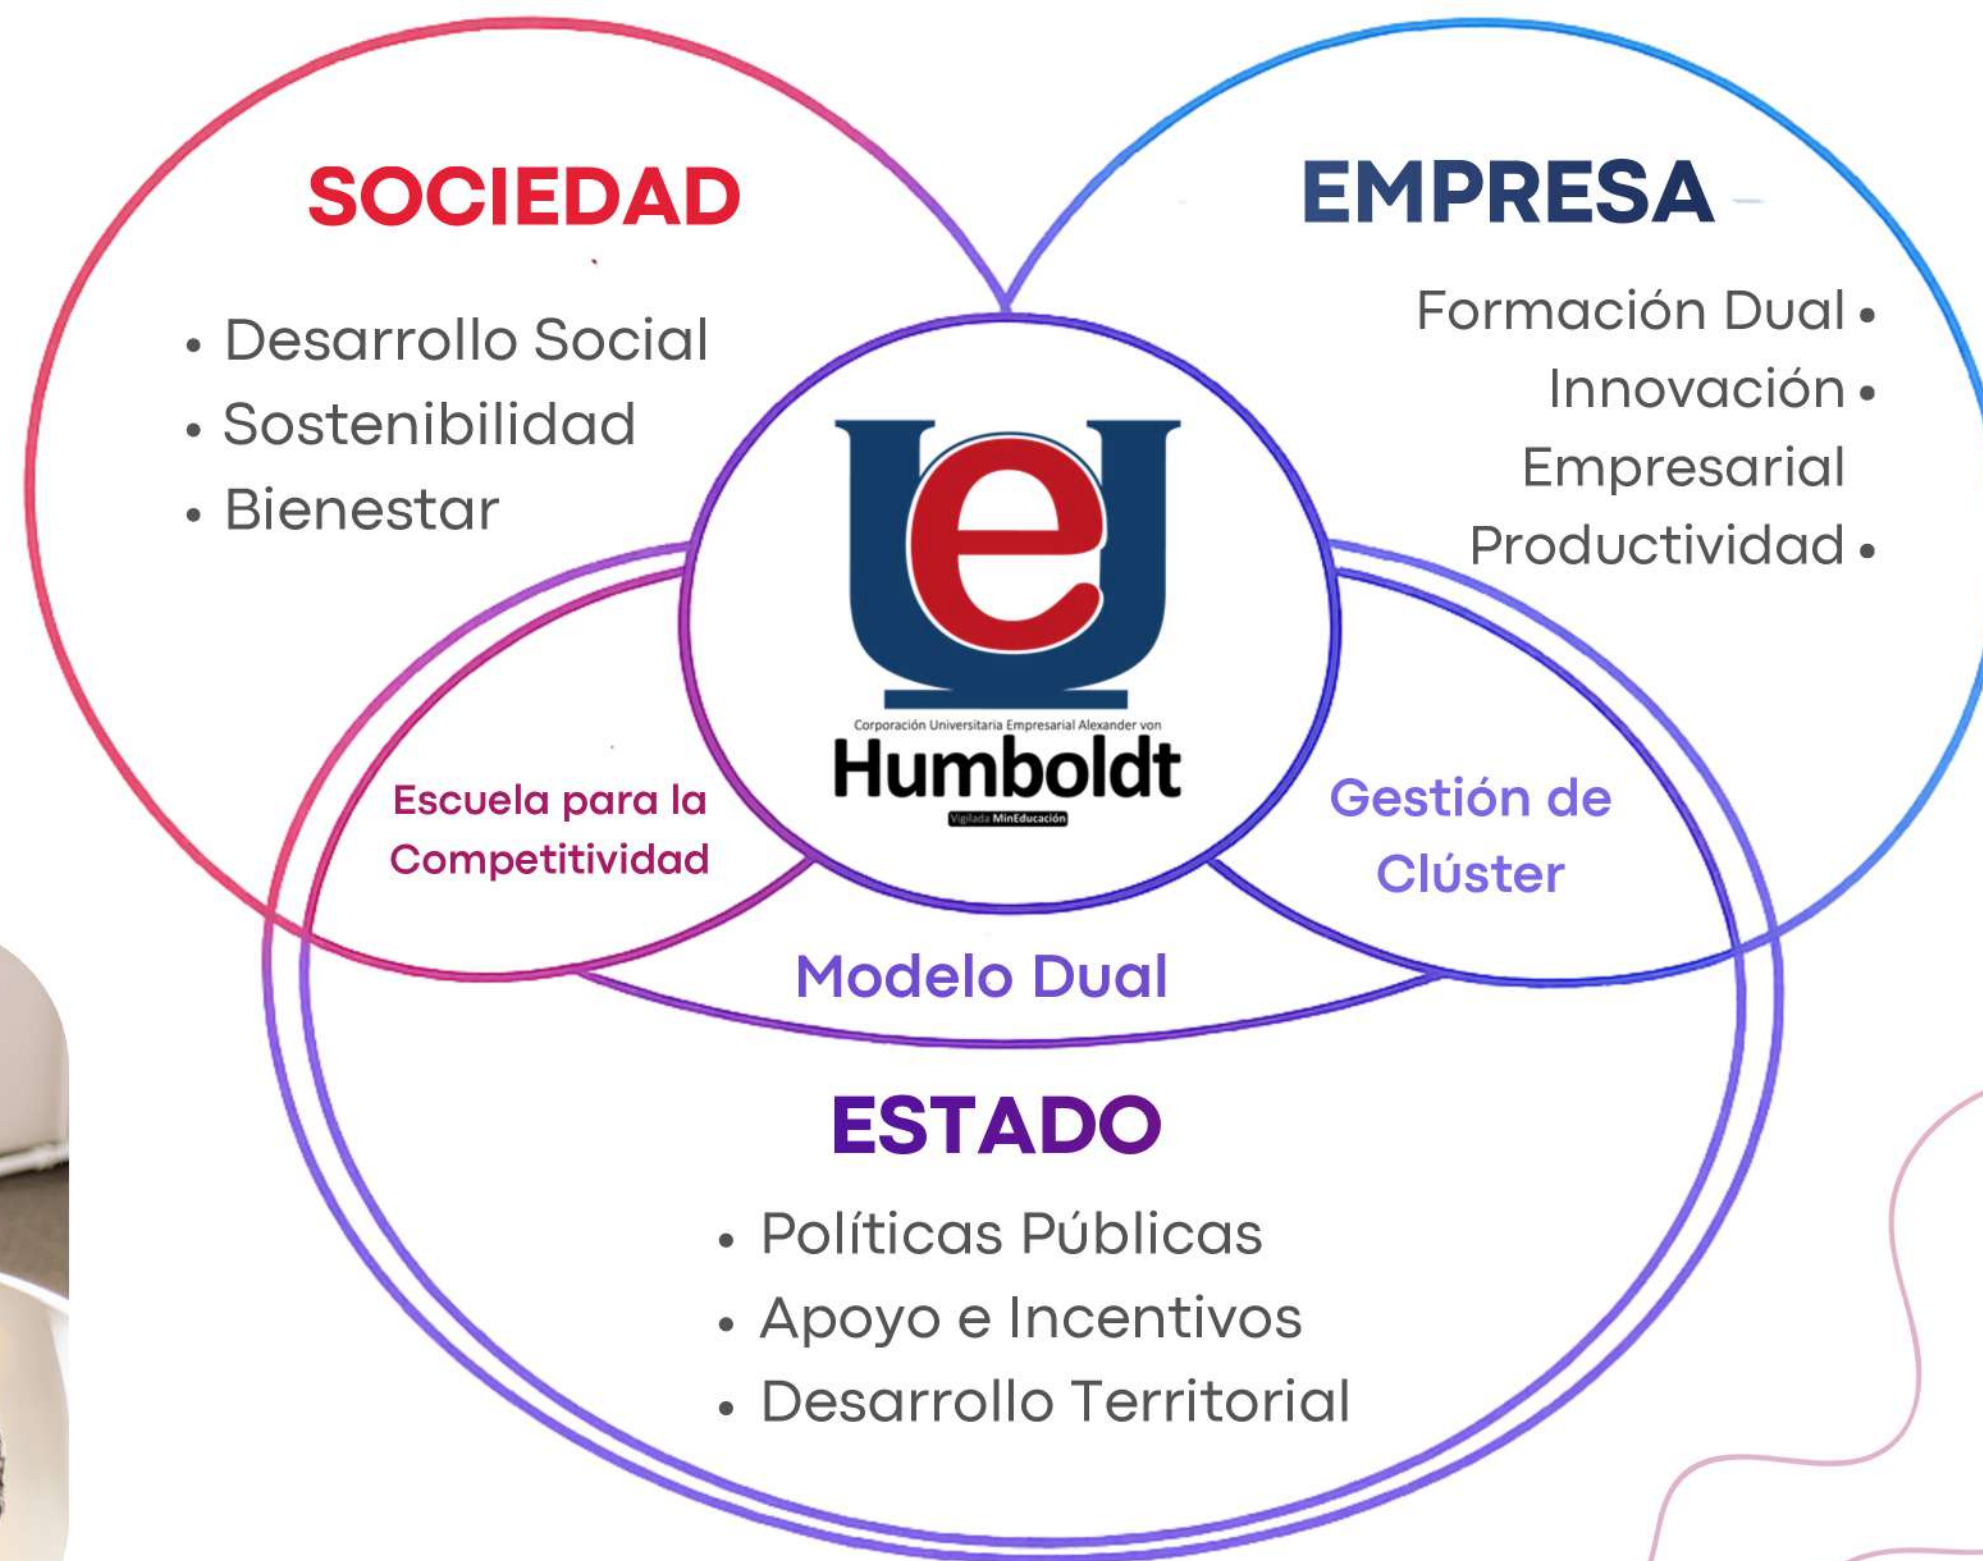 SOCIEDAD
• Desarrollo Social
• Sostenibilidad
• Bienestar
EMPRESA
Formación Dual •
Innovación •
Empresarial
Productividad •
Ue
Corporación Universitaria Empresarial Alexander von
Humboldt
Vigilada MinEducación
Escuela para la
Competitividad
Gestión de
Clúster
Modelo Dual
ESTADO
• Políticas Públicas
• Apoyo e Incentivos
• Desarrollo Territorial